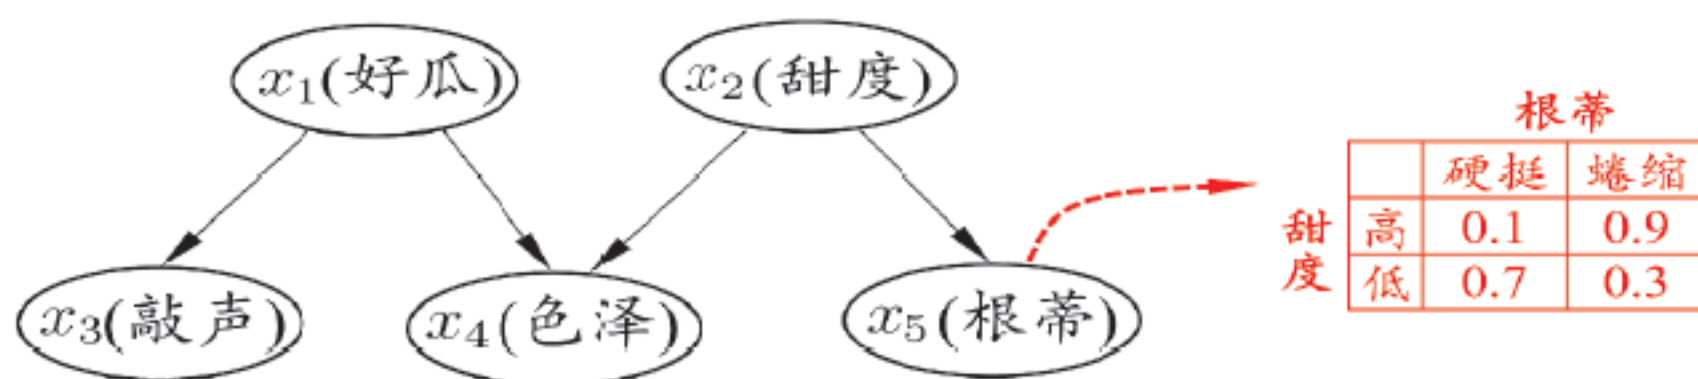 x₁(好瓜) x₂(甜度)
x₃(敲声) x₄(色泽) x₅(根蒂)
根蒂
硬挺 蜷缩
甜度
高 0.1 0.9
低 0.7 0.3